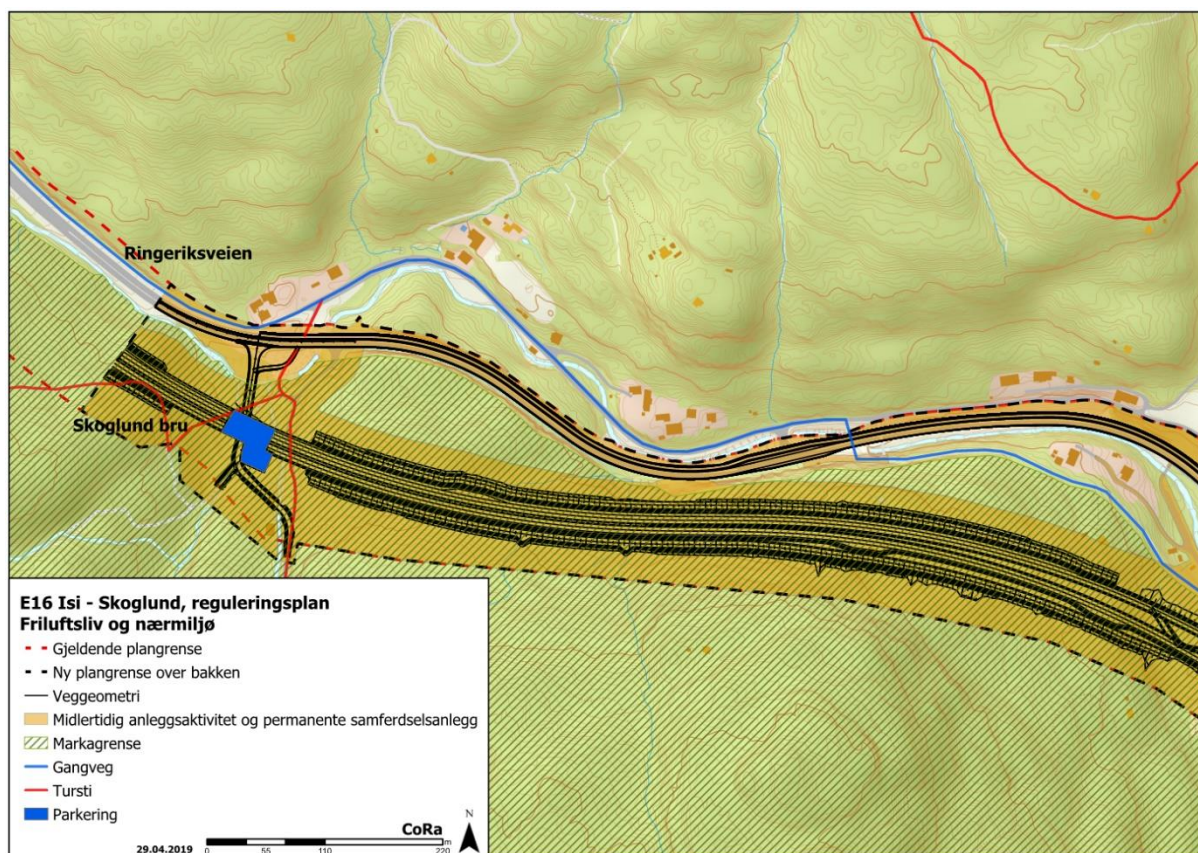 Ringeriksveien
Skoglund bru
E16 Isi - Skoglund, reguleringsplan
Friluftsliv og nærmiljø
Gjeldende plangrense
Ny plangrense over bakken
Veggeometri
Midlertidig anleggsaktivitet og permanente samferdselsanlegg
Markagrense
Gangveg
Tursti
Parkering
N
CoRa
29.04.2019
0 55 110 220 m